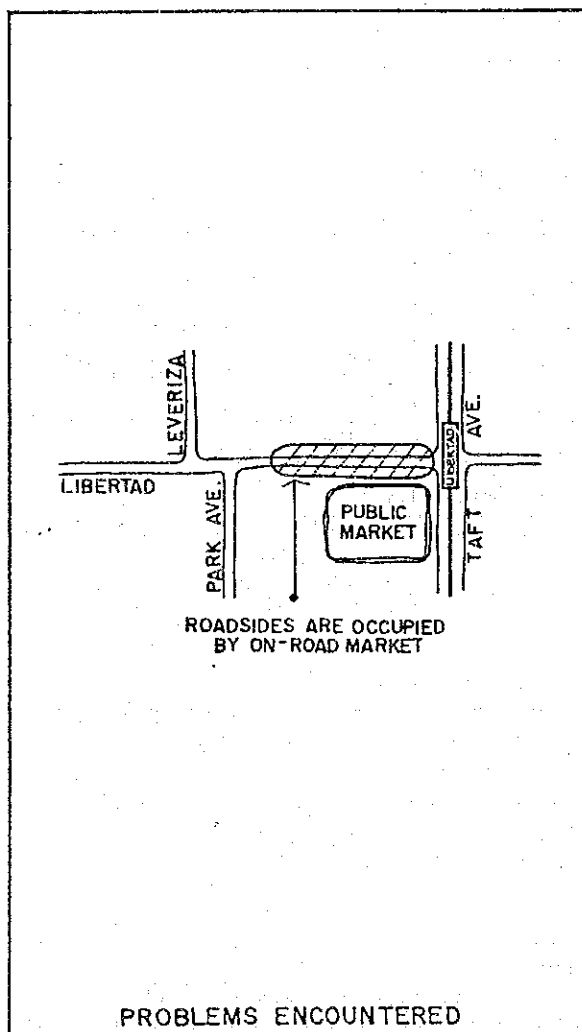 LEVERIZA
LIBERTAD
PARK AVE.
PUBLIC
MARKET
LIBERTAD
TAFT AVE.
ROADSIDES ARE OCCUPIED
BY ON-ROAD MARKET
PROBLEMS ENCOUNTERED